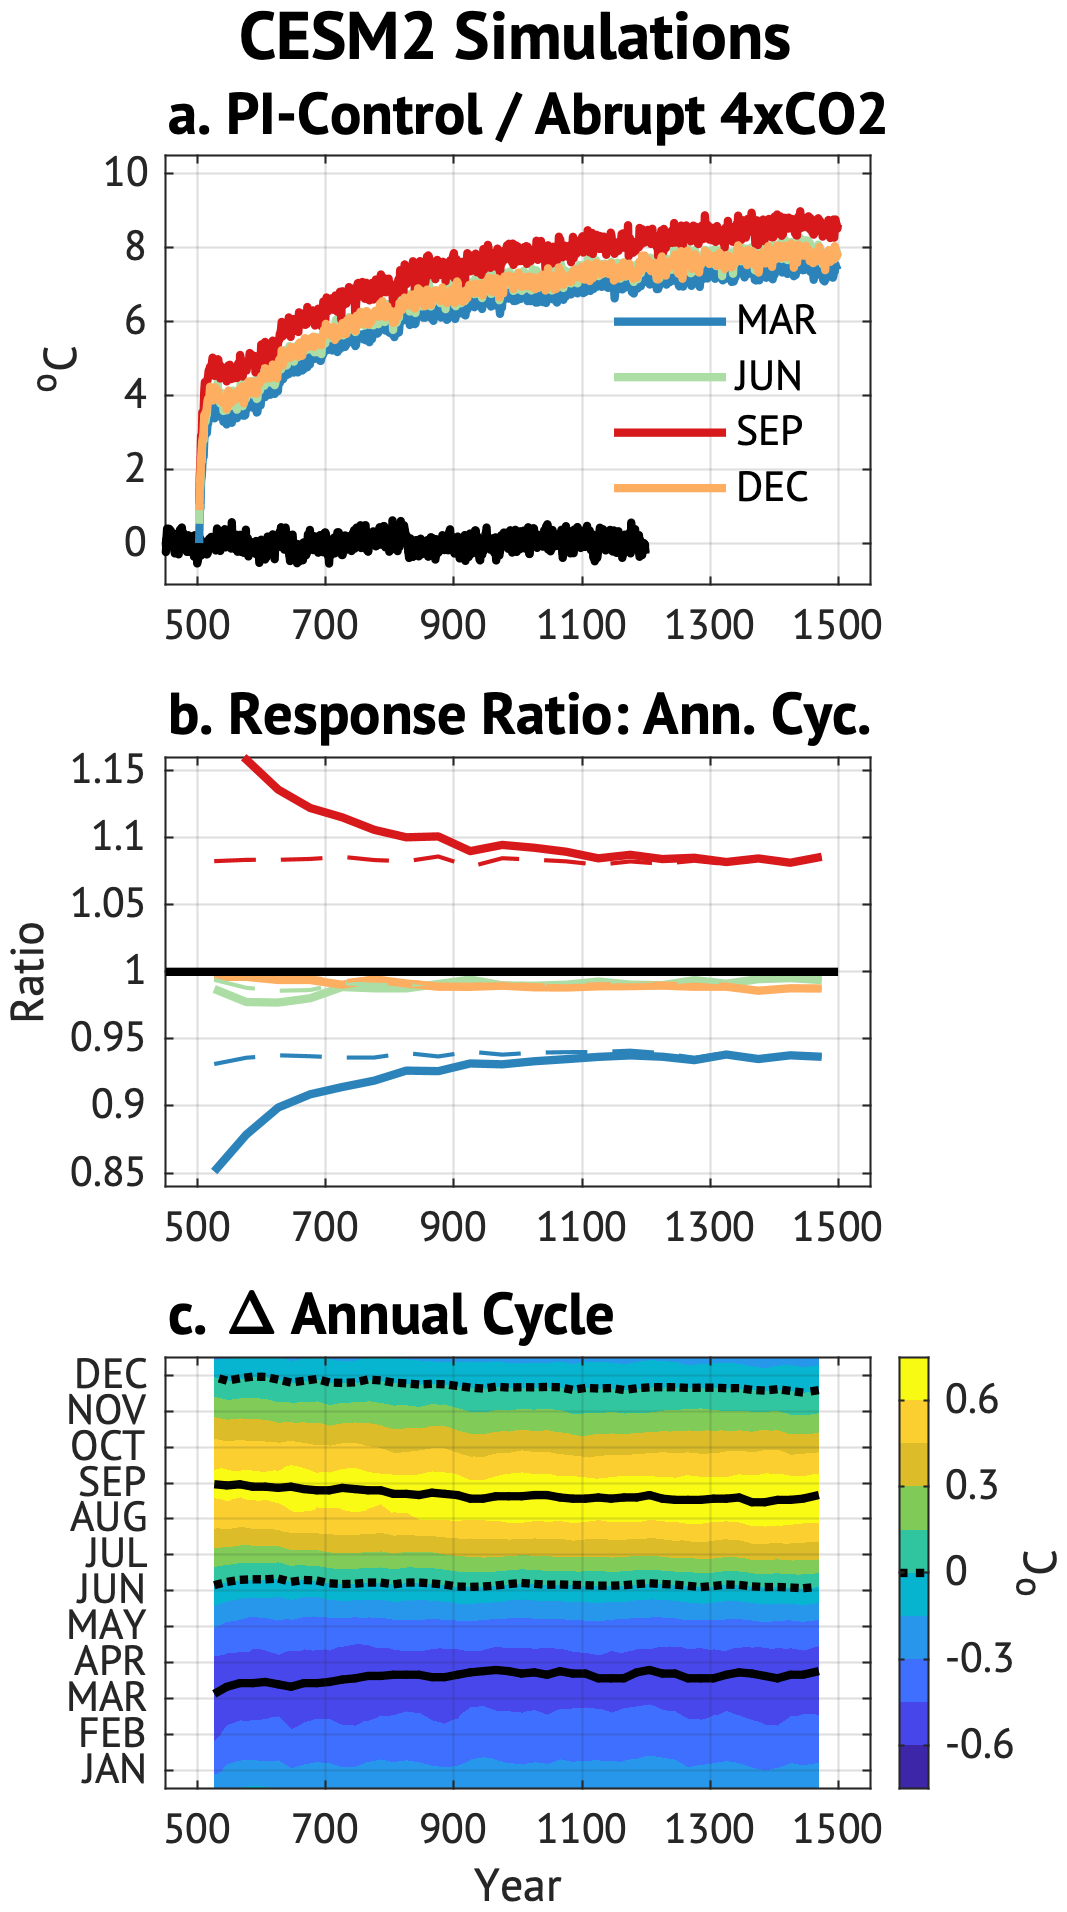 CESM2 Simulations
a. PI-Control / Abrupt 4xCO2
10
8
6
4
2
0
oC
MAR
JUN
SEP
DEC
500 700 900 1100 1300 1500
b. Response Ratio: Ann. Cyc.
1.15
1.1
1.05
1
0.95
0.9
0.85
Ratio
500 700 900 1100 1300 1500
c. Δ Annual Cycle
DEC
NOV
OCT
SEP
AUG
JUL
JUN
MAY
APR
MAR
FEB
JAN
0.6
0.3
0
-0.3
-0.6
oC
500 700 900 1100 1300 1500
Year